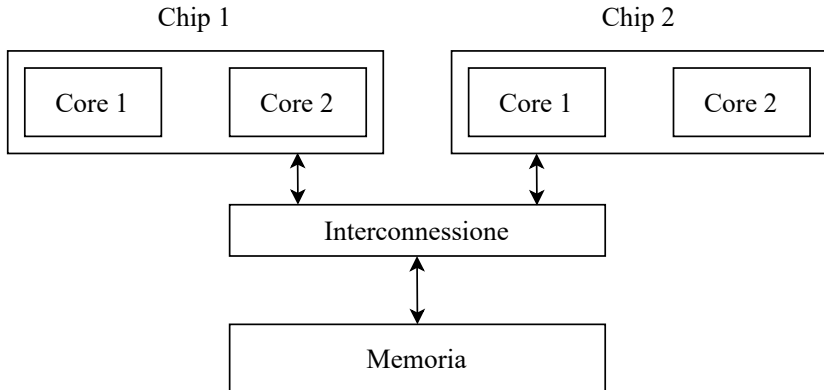 Chip 1
Chip 2
Core 1
Core 2
Core 1
Core 2
Interconnessione
Memoria